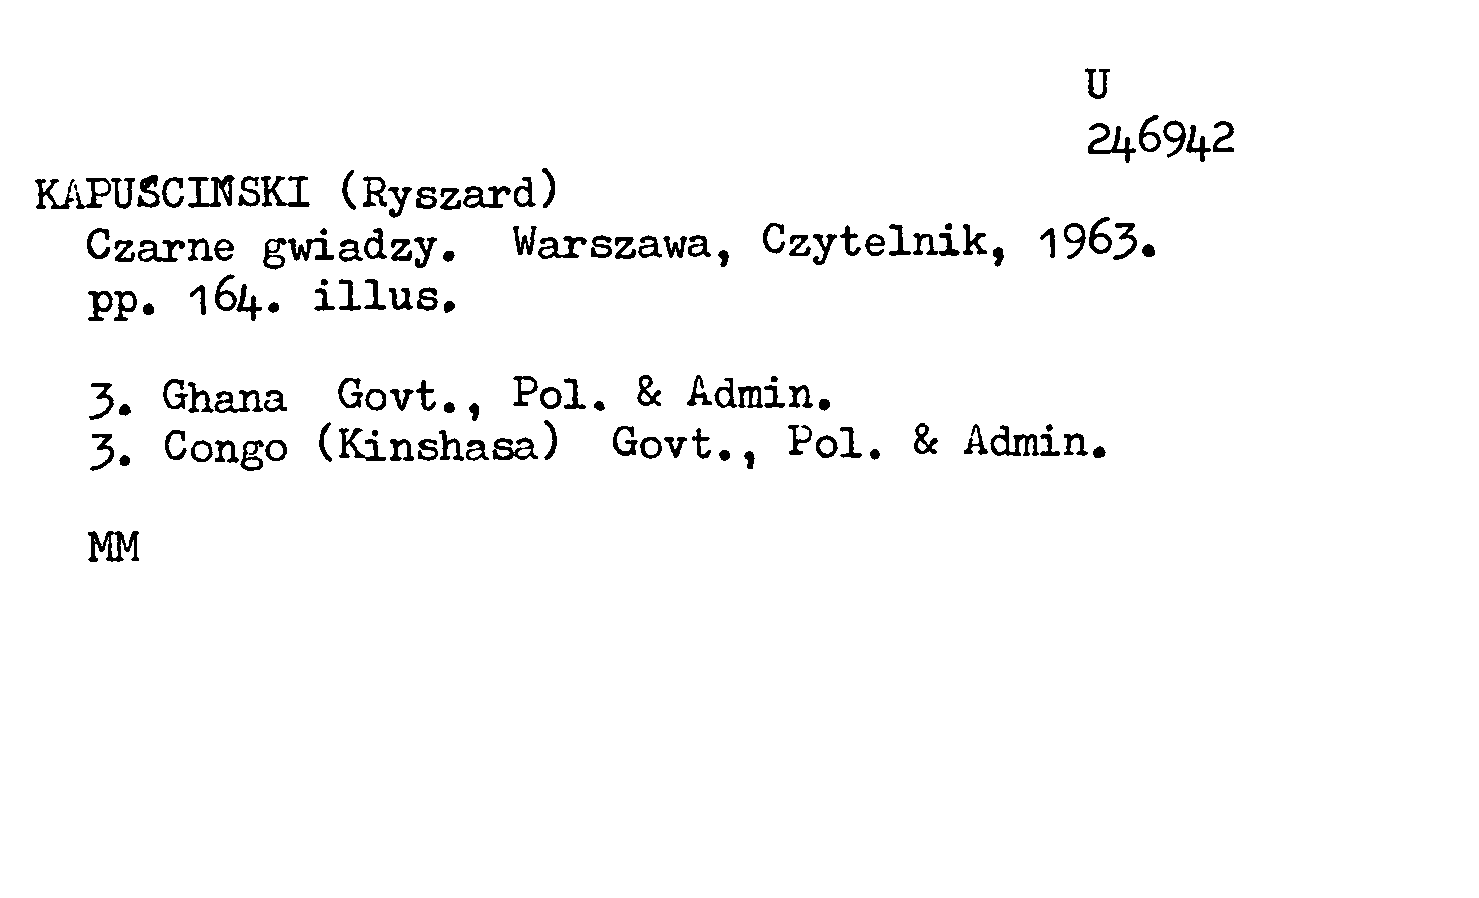 U
246942
KAPUŚCIŃSKI (Ryszard)
Czarne gwiadzy. Warszawa, Czytelnik, 1963.
pp. 164. illus.
3. Ghana Govt., Pol. & Admin.
3. Congo (Kinshasa) Govt., Pol. & Admin.
MM